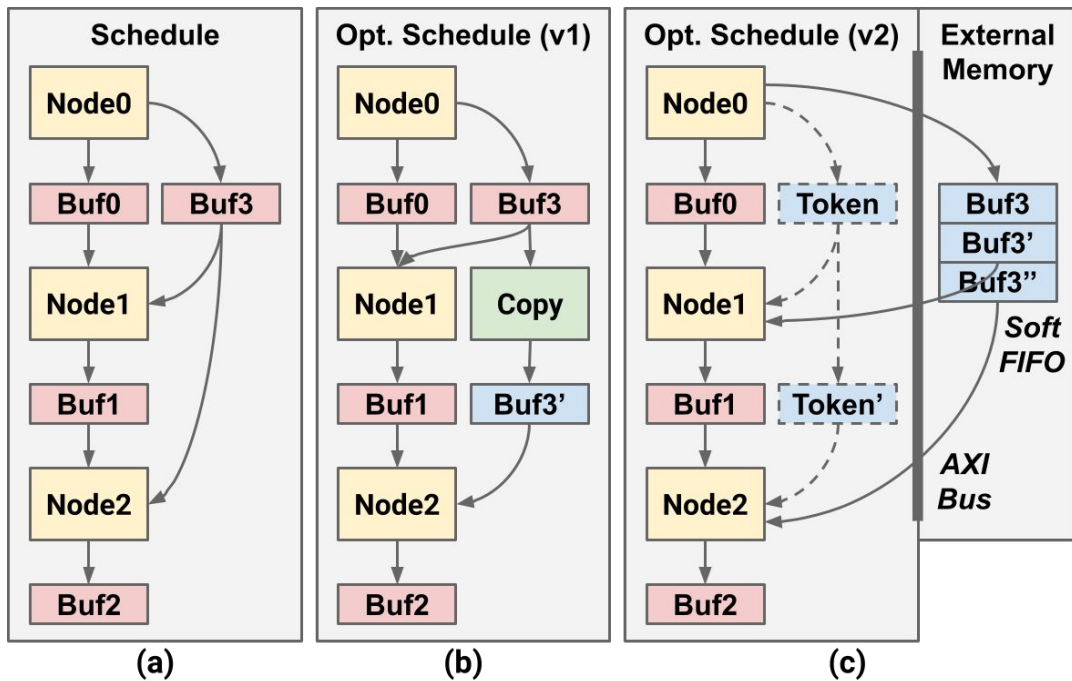 Schedule
Node0
Buf0
Buf3
Node1
Buf1
Node2
Buf2
(a)
Opt. Schedule (v1)
Node0
Buf0
Buf3
Node1
Copy
Buf1
Buf3’
Node2
Buf2
(b)
Opt. Schedule (v2)
Node0
Buf0
Token
Node1
Buf1
Token’
Node2
Buf2
(c)
External
Memory
Buf3
Buf3’
Buf3’’
Soft
FIFO
AXI
Bus